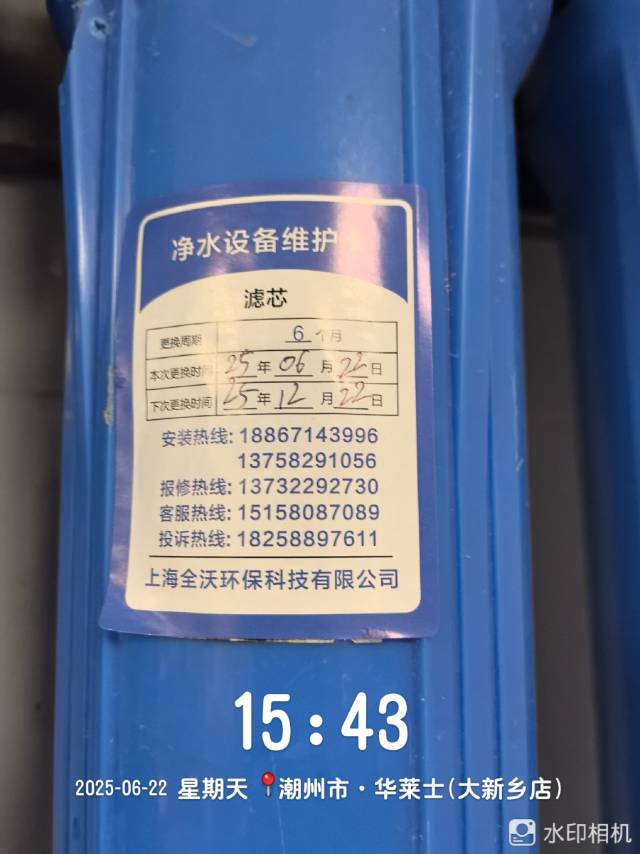 净水设备维护
滤芯
更换周期 6 个月
本次更换时间 25 年 06 月 22 日
下次更换时间 25 年 12 月 22 日
安装热线: 18867143996
13758291056
报修热线: 13732292730
客服热线: 15158087089
投诉热线: 18258897611
上海全沃环保科技有限公司
15:43
2025-06-22 星期天 📍潮州市·华莱士(大新乡店)
水印相机